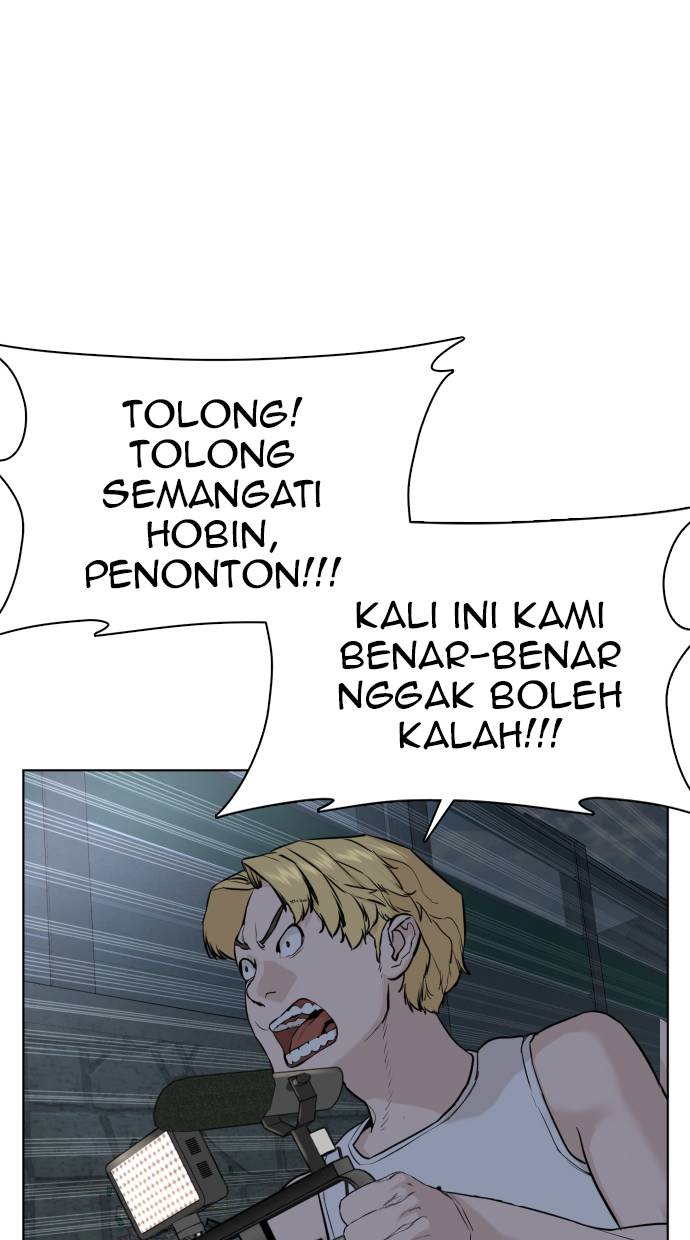 TOLONG!
TOLONG
SEMANGATI
HOBIN,
PENONTON!!!
KALI INI KAMI
BENAR-BENAR
NGGAK BOLEH
KALAH!!!